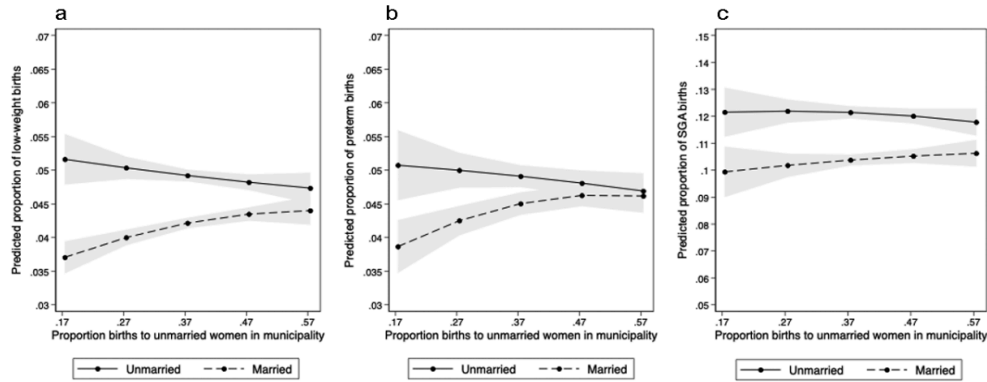 a
Predicted proportion of low-weight births
.07
.065
.06
.055
.05
.045
.04
.035
.03
.17 .27 .37 .47 .57
Proportion births to unmarried women in municipality
Unmarried Married
b
Predicted proportion of preterm births
.07
.065
.06
.055
.05
.045
.04
.035
.03
.17 .27 .37 .47 .57
Proportion births to unmarried women in municipality
Unmarried Married
c
Predicted proportion of SGA births
.15
.14
.13
.12
.11
.1
.09
.08
.07
.06
.05
.17 .27 .37 .47 .57
Proportion births to unmarried women in municipality
Unmarried Married